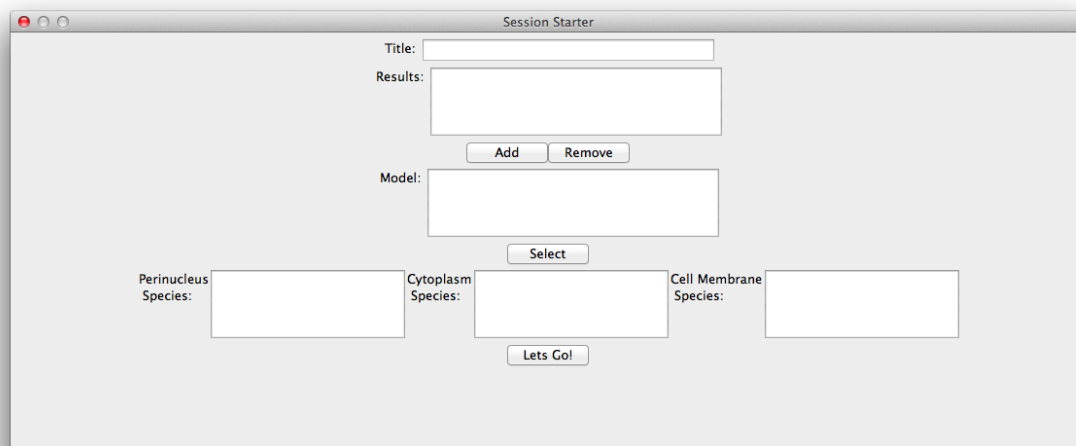 Session Starter
Title:
Results:
Add Remove
Model:
Select
Perinucleus Cytoplasm Cell Membrane
Species: Species: Species:
Lets Go!